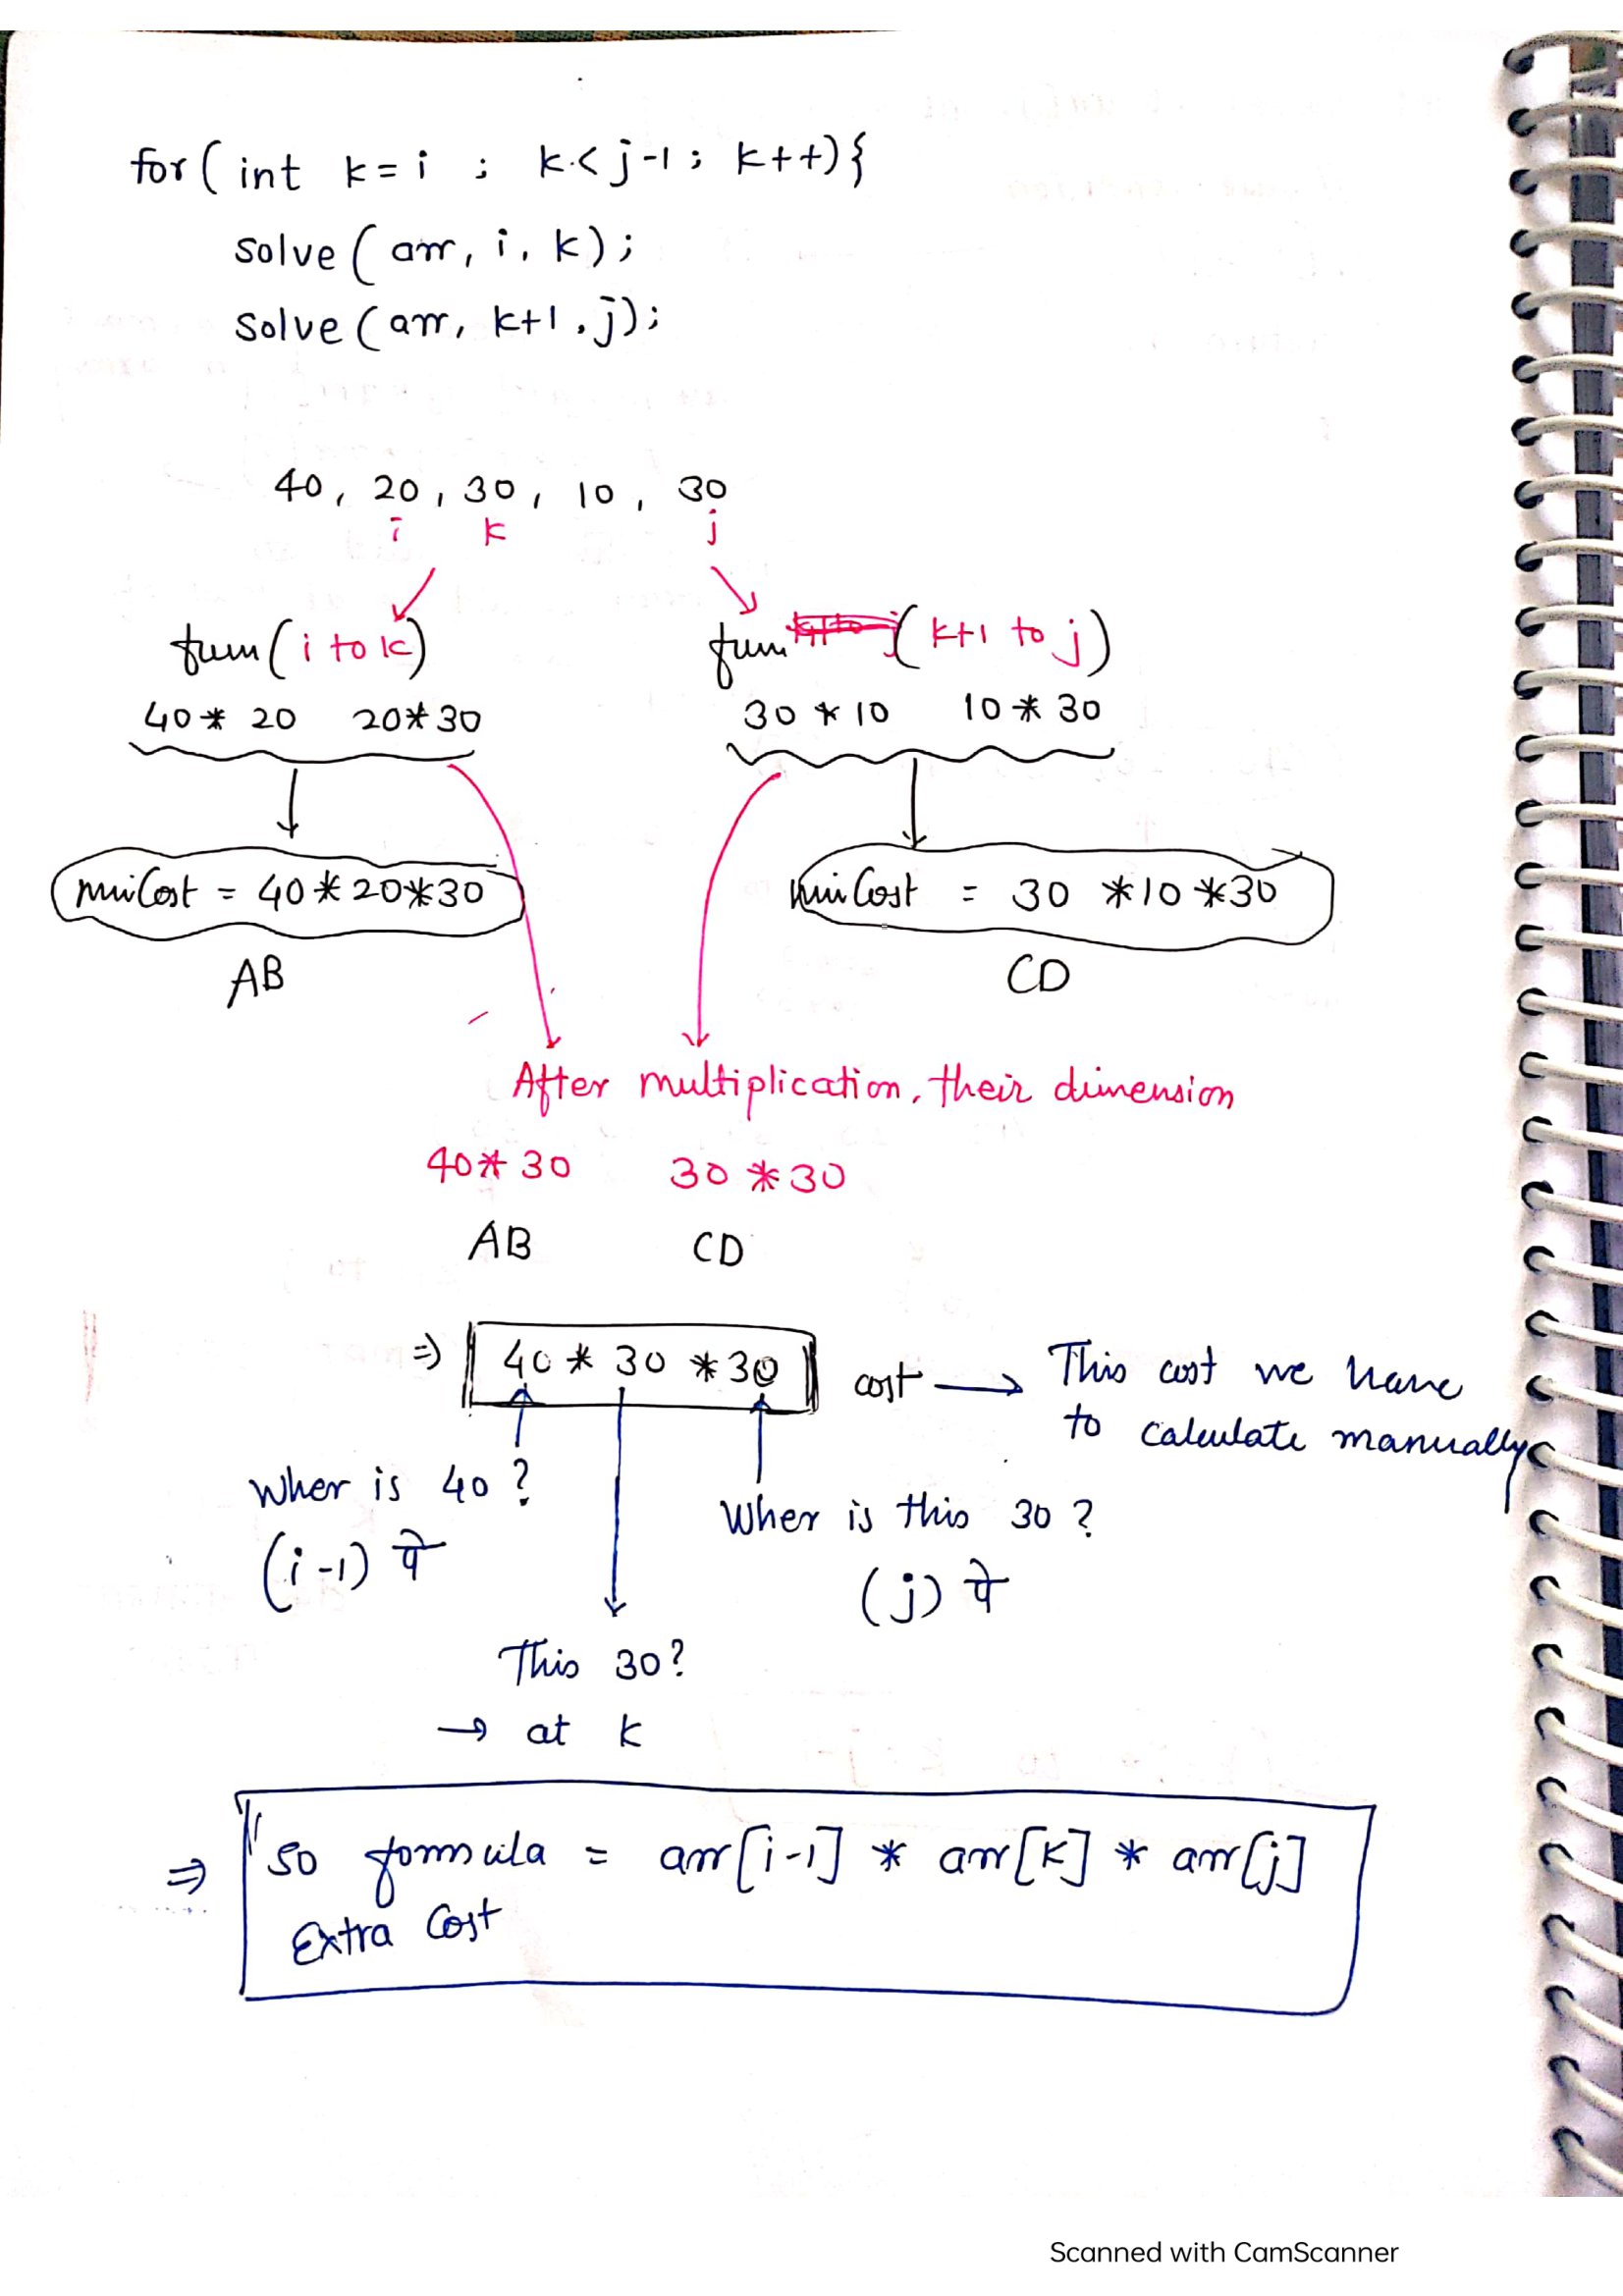 for ( int k = i ; k < j-1 ; k++) {
solve ( arr, i, k ) ;
solve ( arr, k+1, j ) ;
40, 20, 30, 10, 30
i k j
fun ( i to k ) fun ( k+1 to j )
40 * 20 20 * 30 30 * 10 10 * 30
miniCost = 40 * 20 * 30 miniCost = 30 * 10 * 30
AB CD
After multiplication, their dimension
40 * 30 30 * 30
AB CD
⇒ 40 * 30 * 30 cost → This cost we have
to calculate manually
Wher is 40 ?
Wher is this 30 ?
(i-1) पे
(j) पे
This 30?
→ at k
⇒ So formula = arr[i-1] * arr[k] * arr[j]
Extra Cost
Scanned with CamScanner